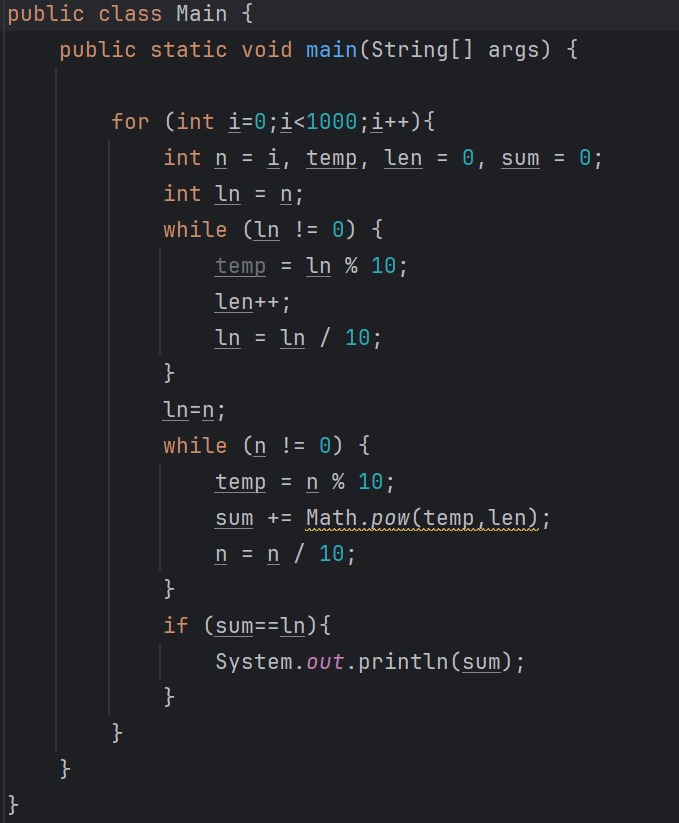 public class Main {
    public static void main(String[] args) {

        for (int i=0;i<1000;i++){
            int n = i, temp, len = 0, sum = 0;
            int ln = n;
            while (ln != 0) {
                temp = ln % 10;
                len++;
                ln = ln / 10;
            }
            ln=n;
            while (n != 0) {
                temp = n % 10;
                sum += Math.pow(temp,len);
                n = n / 10;
            }
            if (sum==ln){
                System.out.println(sum);
            }
        }
    }
}